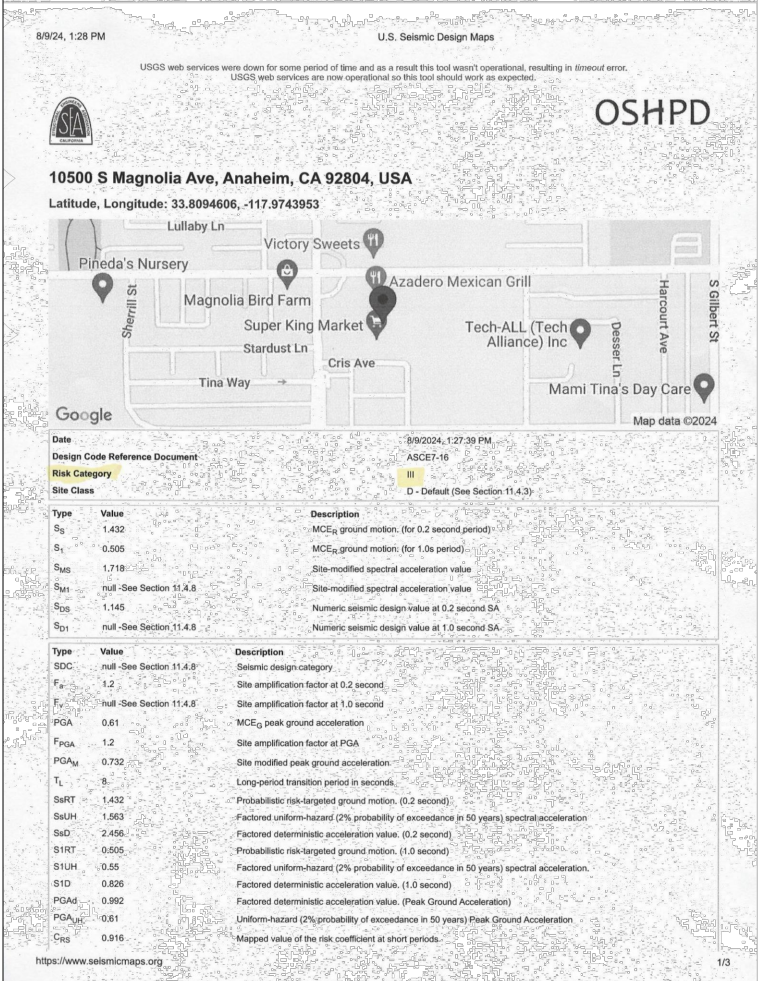 8/9/24, 1:28 PM U.S. Seismic Design Maps
USGS web services were down for some period of time and as a result this tool wasn't operational, resulting in timeout error.
USGS web services are now operational so this tool should work as expected.
SEA
CALIFORNIA
OSHPD
10500 S Magnolia Ave, Anaheim, CA 92804, USA
Latitude, Longitude: 33.8094606, -117.9743953
Lullaby Ln
Victory Sweets
Pineda's Nursery
Azadero Mexican Grill
Magnolia Bird Farm
Sherrill St
Super King Market
Tech-ALL (Tech
Alliance) Inc
Desser Ln
Harcourt Ave
S Gilbert St
Stardust Ln
Cris Ave
Tina Way
Mami Tina's Day Care
Google
Map data ©2024
Date 8/9/2024, 1:27:39 PM
Design Code Reference Document ASCE7-16
Risk Category III
Site Class D - Default (See Section 11.4.3)
Type Value Description
SS 1.432 MCER ground motion. (for 0.2 second period)
S1 0.505 MCER ground motion. (for 1.0s period)
SMS 1.718 Site-modified spectral acceleration value
SM1 null -See Section 11.4.8 Site-modified spectral acceleration value
SDS 1.145 Numeric seismic design value at 0.2 second SA
SD1 null -See Section 11.4.8 Numeric seismic design value at 1.0 second SA
Type Value Description
SDC null -See Section 11.4.8 Seismic design category
Fa 1.2 Site amplification factor at 0.2 second
Fv null -See Section 11.4.8 Site amplification factor at 1.0 second
PGA 0.61 MCEG peak ground acceleration
FPGA 1.2 Site amplification factor at PGA
PGAM 0.732 Site modified peak ground acceleration
TL 8 Long-period transition period in seconds
SsRT 1.432 Probabilistic risk-targeted ground motion. (0.2 second)
SsUH 1.563 Factored uniform-hazard (2% probability of exceedance in 50 years) spectral acceleration
SsD 2.456 Factored deterministic acceleration value. (0.2 second)
S1RT 0.505 Probabilistic risk-targeted ground motion. (1.0 second)
S1UH 0.55 Factored uniform-hazard (2% probability of exceedance in 50 years) spectral acceleration.
S1D 0.826 Factored deterministic acceleration value. (1.0 second)
PGAd 0.992 Factored deterministic acceleration value. (Peak Ground Acceleration)
PGAUH 0.61 Uniform-hazard (2% probability of exceedance in 50 years) Peak Ground Acceleration
CRS 0.916 Mapped value of the risk coefficient at short periods
https://www.seismicmaps.org 1/3